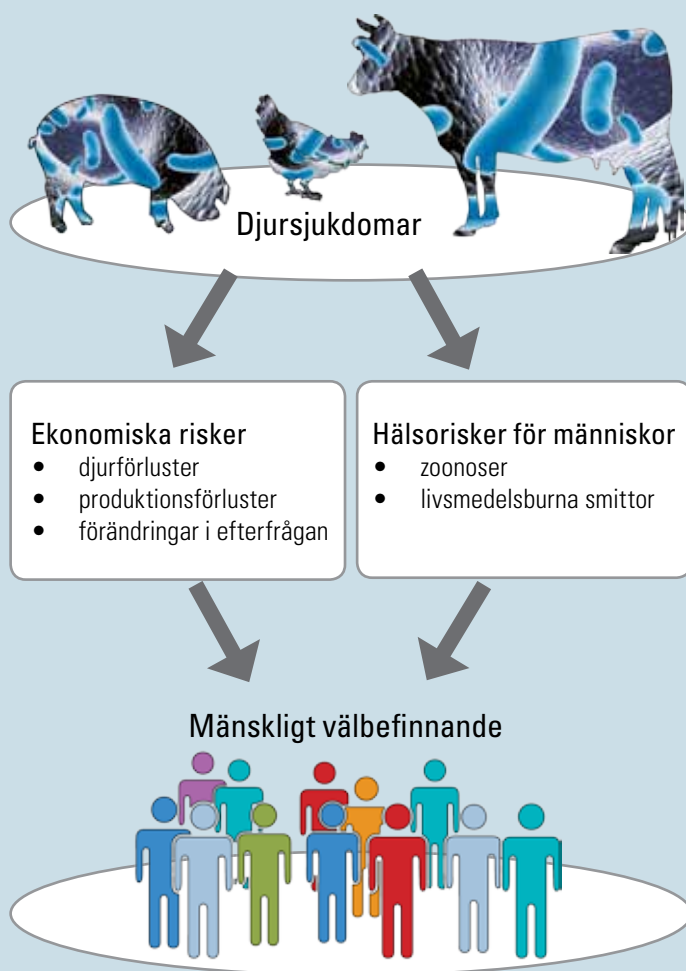 Djursjukdomar
Ekonomiska risker
• djurförluster
• produktionsförluster
• förändringar i efterfrågan
Hälsorisker för människor
• zoonoser
• livsmedelsburna smittor
Mänskligt välbefinnande